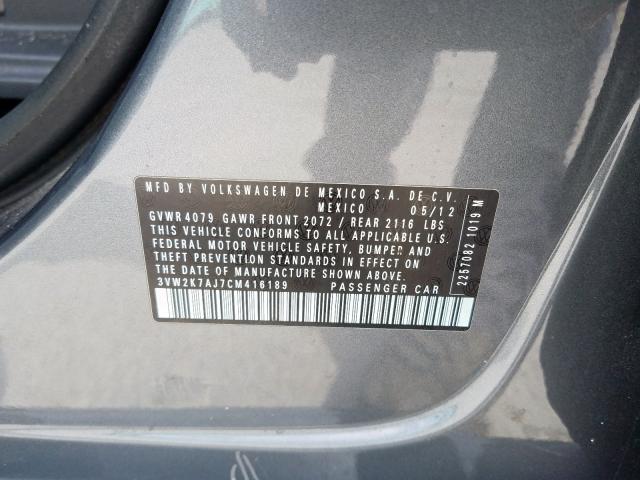 MFD BY VOLKSWAGEN DE MEXICO S.A. DE C.V.
MEXICO 05/12
GVWR 4079 GAWR FRONT 2072 / REAR 2116 LBS
THIS VEHICLE CONFORMS TO ALL APPLICABLE U.S.
FEDERAL MOTOR VEHICLE SAFETY, BUMPER AND
THEFT PREVENTION STANDARDS IN EFFECT ON
THE DATE OF MANUFACTURE SHOWN ABOVE.
3VW2K7AJ7CM416189 PASSENGER CAR
2257082 1019 M